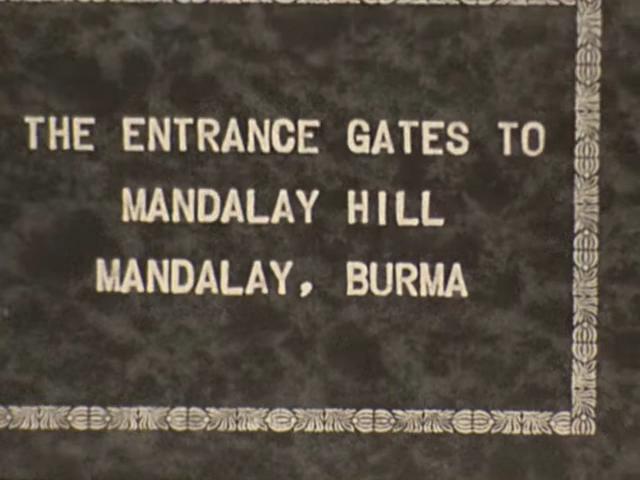 THE ENTRANCE GATES TO
MANDALAY HILL
MANDALAY, BURMA